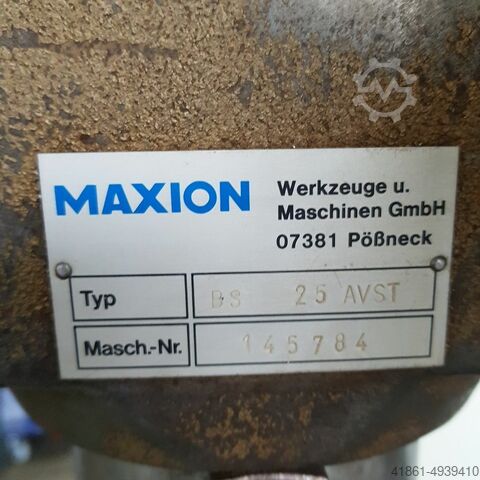 MAXION
Werkzeuge u.
Maschinen GmbH
07381 Pößneck
Typ BS 25 AVST
Masch.-Nr. 145784
41861-4939410